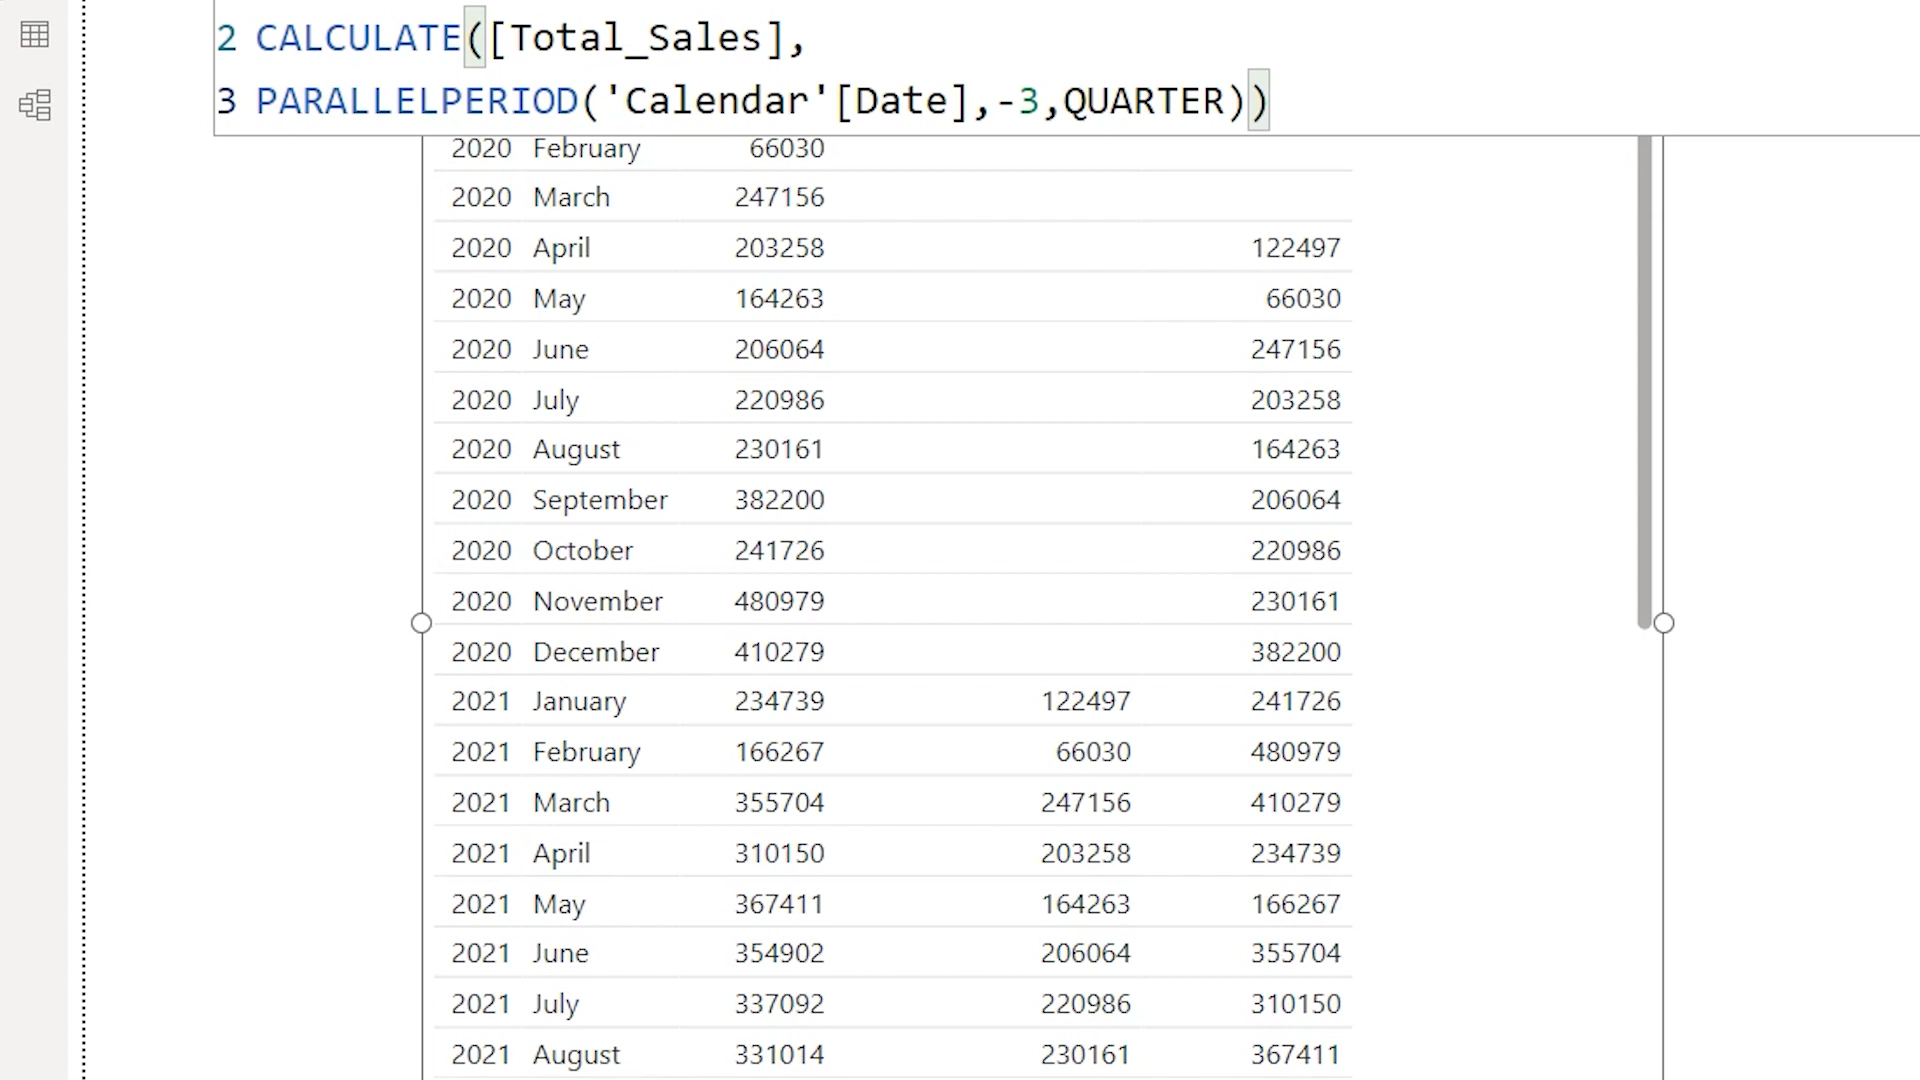 2 CALCULATE([Total_Sales],
3 PARALLELPERIOD('Calendar'[Date],-3,QUARTER))
2020 February 66030
2020 March 247156
2020 April 203258 122497
2020 May 164263 66030
2020 June 206064 247156
2020 July 220986 203258
2020 August 230161 164263
2020 September 382200 206064
2020 October 241726 220986
2020 November 480979 230161
2020 December 410279 382200
2021 January 234739 122497 241726
2021 February 166267 66030 480979
2021 March 355704 247156 410279
2021 April 310150 203258 234739
2021 May 367411 164263 166267
2021 June 354902 206064 355704
2021 July 337092 220986 310150
2021 August 331014 230161 367411